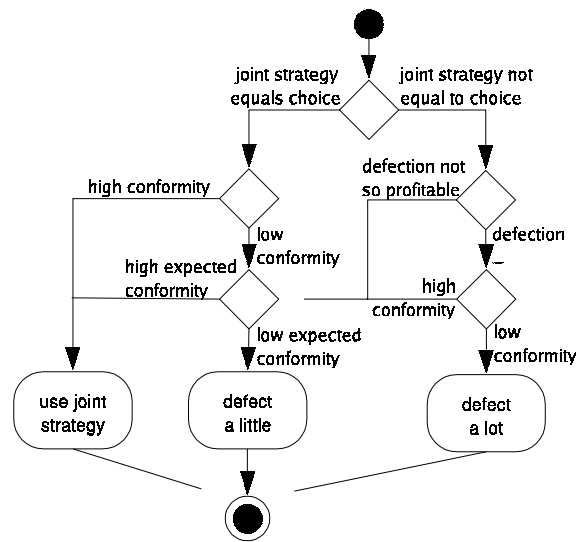 joint strategy
equals choice
joint strategy not
equal to choice
high conformity
defection not
so profitable
low
conformity
defection
high expected
conformity
high
conformity
low expected
conformity
low
conformity
use joint
strategy
defect
a little
defect
a lot